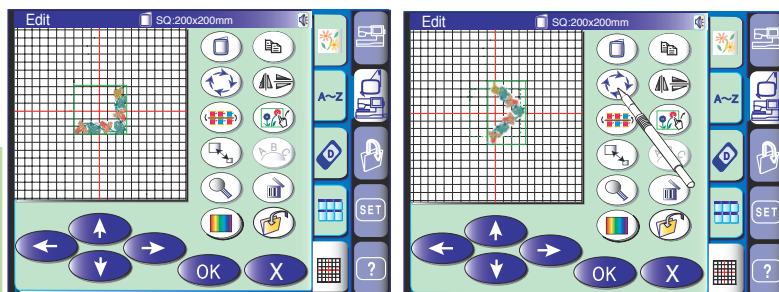 Edit SQ:200x200mm
A~Z
A B C
D
SET
?
OK X
Edit SQ:200x200mm
A~Z
D
SET
?
OK X